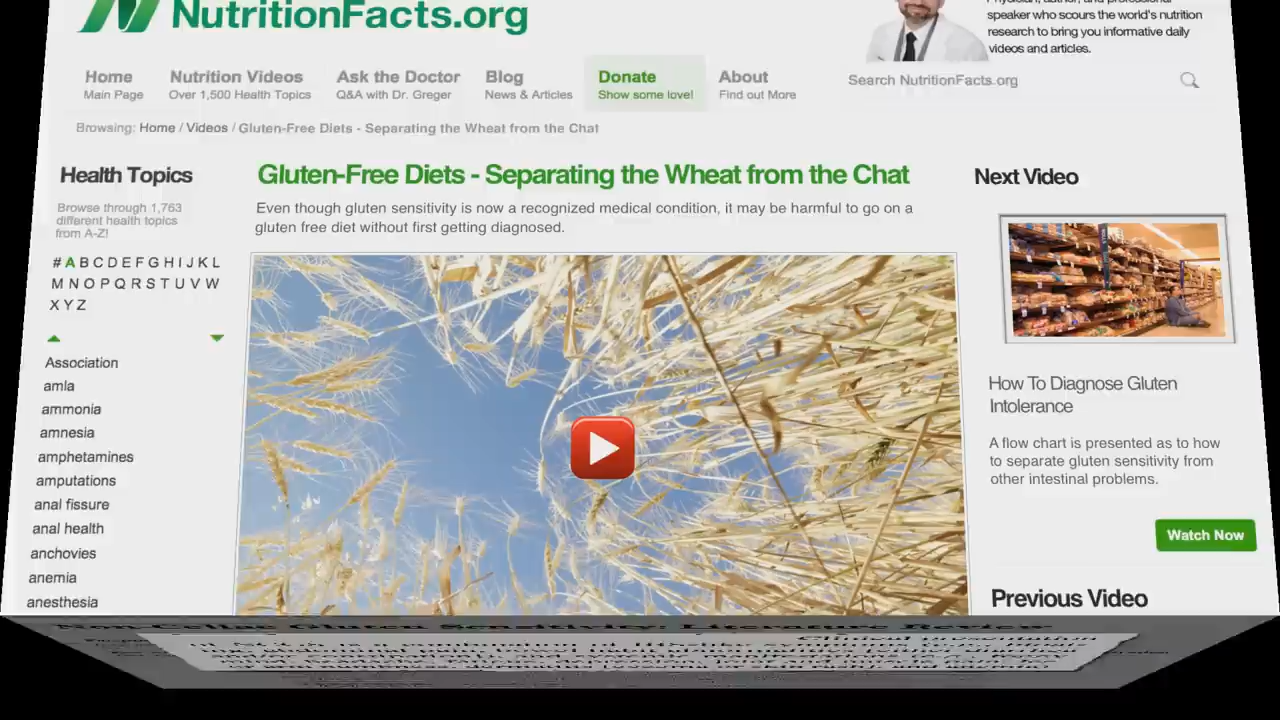 NutritionFacts.org
speaker who scours the world's nutrition
research to bring you informative daily
videos and articles.
Home
Main Page
Nutrition Videos
Over 1,500 Health Topics
Ask the Doctor
Q&A with Dr. Greger
Blog
News & Articles
Donate
Show some love!
About
Find out More
Search NutritionFacts.org
Browsing: Home / Videos / Gluten-Free Diets - Separating the Wheat from the Chat
Health Topics
Browse through 1,763
different health topics
from A-Z!
# A B C D E F G H I J K L
M N O P Q R S T U V W
X Y Z
Association
amla
ammonia
amnesia
amphetamines
amputations
anal fissure
anal health
anchovies
anemia
anesthesia
Gluten-Free Diets - Separating the Wheat from the Chat
Even though gluten sensitivity is now a recognized medical condition, it may be harmful to go on a
gluten free diet without first getting diagnosed.
Next Video
How To Diagnose Gluten
Intolerance
A flow chart is presented as to how
to separate gluten sensitivity from
other intestinal problems.
Watch Now
Previous Video
Non-Celiac Gluten Sensitivity: Literature Review